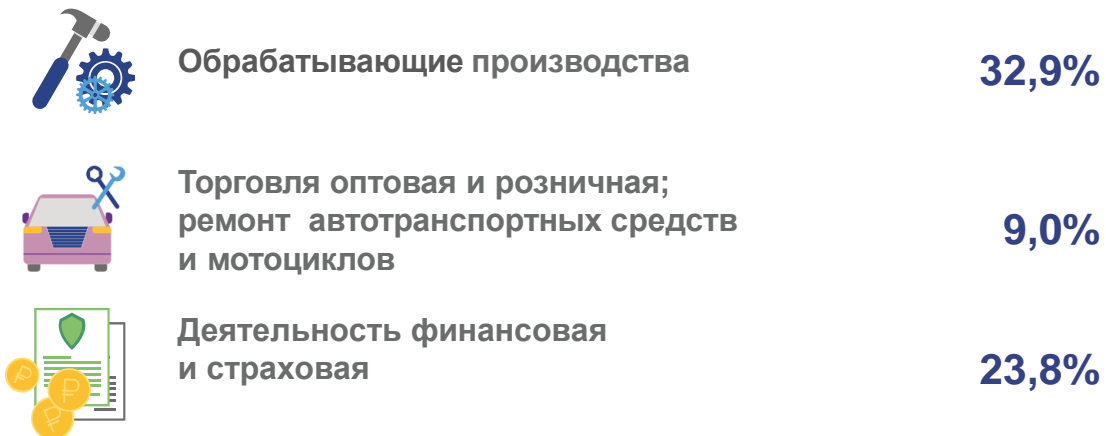 Обрабатывающие производства
32,9%
Торговля оптовая и розничная;
ремонт автотранспортных средств
и мотоциклов
9,0%
Деятельность финансовая
и страховая
23,8%